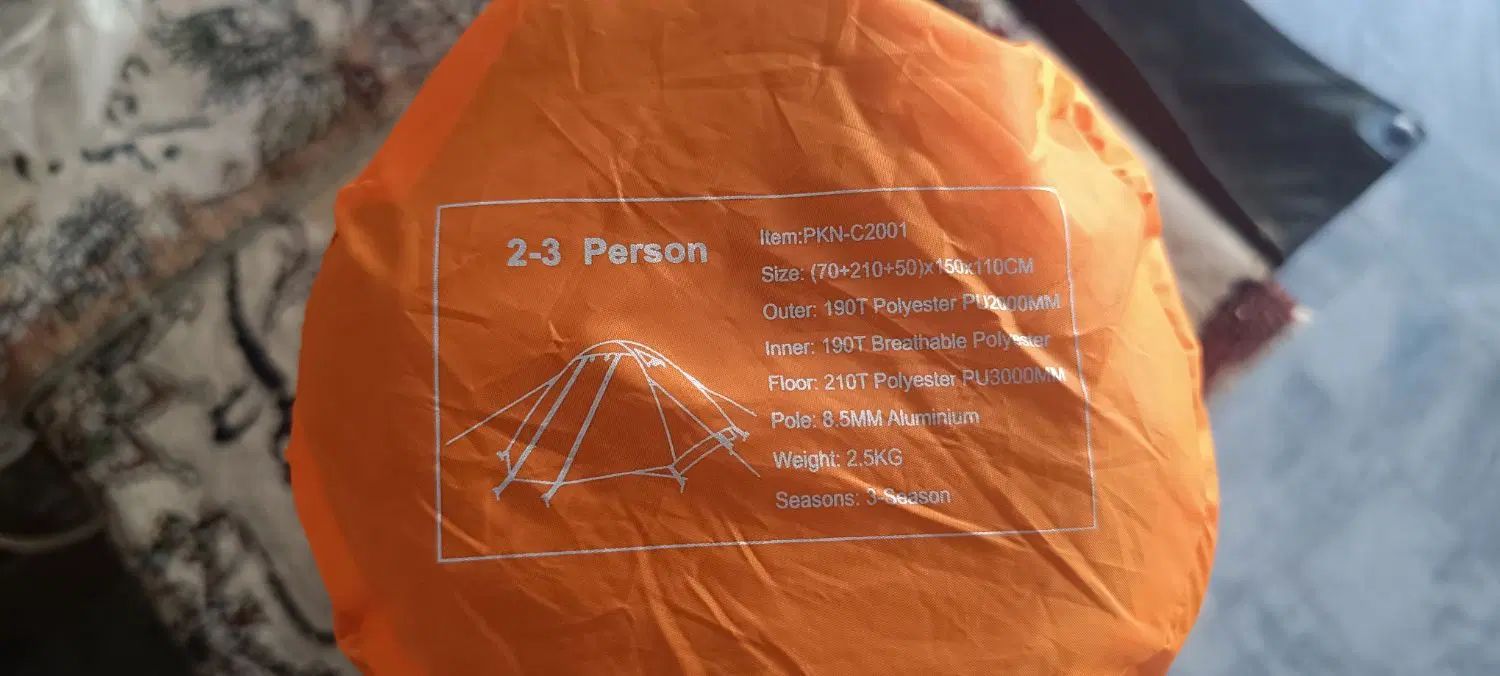 2-3 Person
Item:PKN-C2001
Size: (70+210+50)x150x110CM
Outer: 190T Polyester PU2000MM
Inner: 190T Breathable Polyester
Floor: 210T Polyester PU3000MM
Pole: 8.5MM Aluminium
Weight: 2.5KG
Seasons: 3-Season